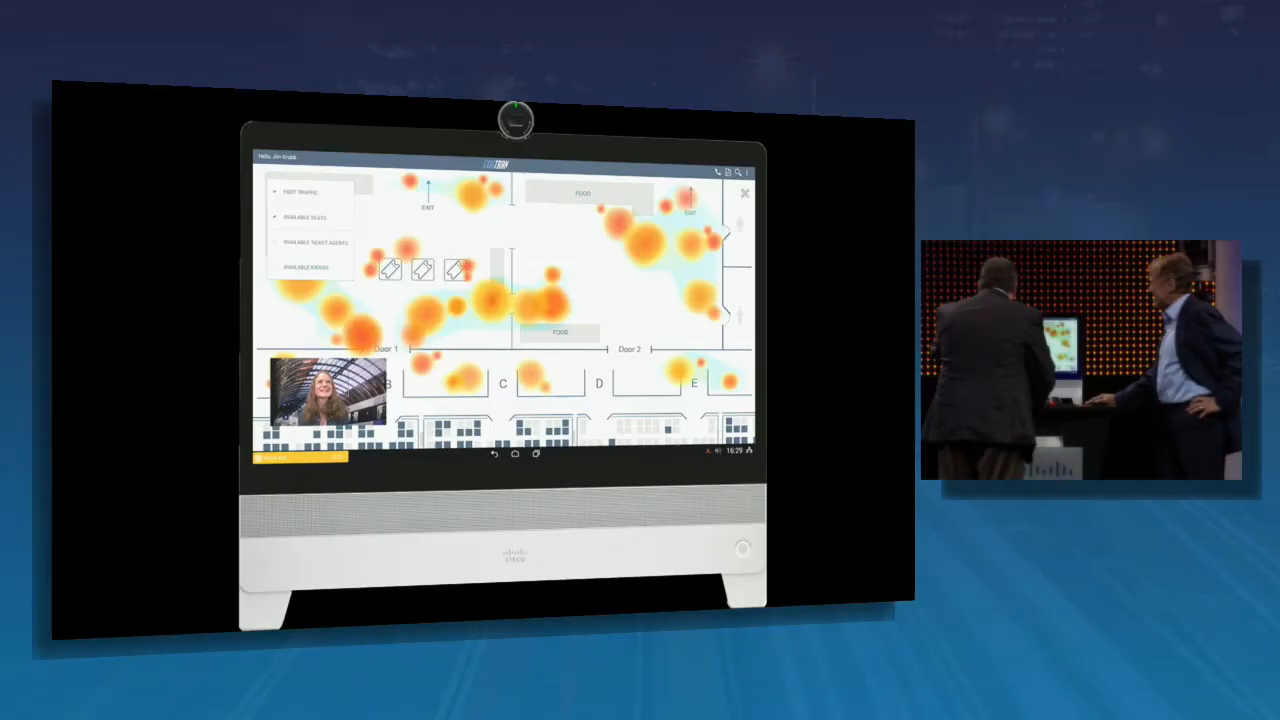 Hello, Jim Grubb
TRAK
FOOT TRAFFIC
AVAILABLE SEATS
AVAILABLE TICKET AGENTS
AVAILABLE KIOSKS
EXIT
FOOD
EXIT
FOOD
Door 1
Door 2
B
C
D
E
16:29
cisco